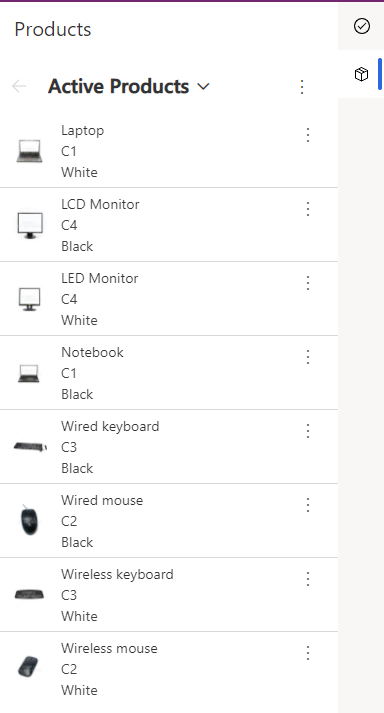 Products
Active Products
Laptop
C1
White
LCD Monitor
C4
Black
LED Monitor
C4
White
Notebook
C1
Black
Wired keyboard
C3
Black
Wired mouse
C2
Black
Wireless keyboard
C3
White
Wireless mouse
C2
White